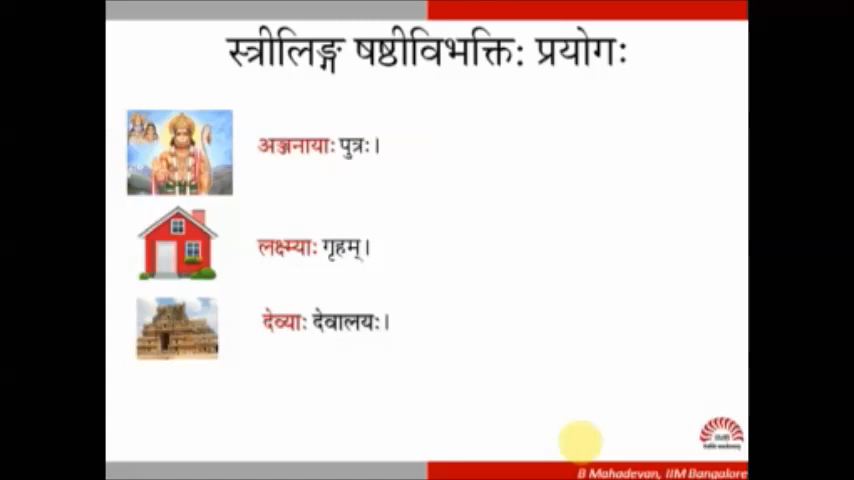 स्त्रीलिङ्ग षष्ठीविभक्तिः प्रयोगः
अञ्जनायाः पुत्रः।
लक्ष्म्याः गृहम्।
देव्याः देवालयः।
B Mahadevan, IIM Bangalore